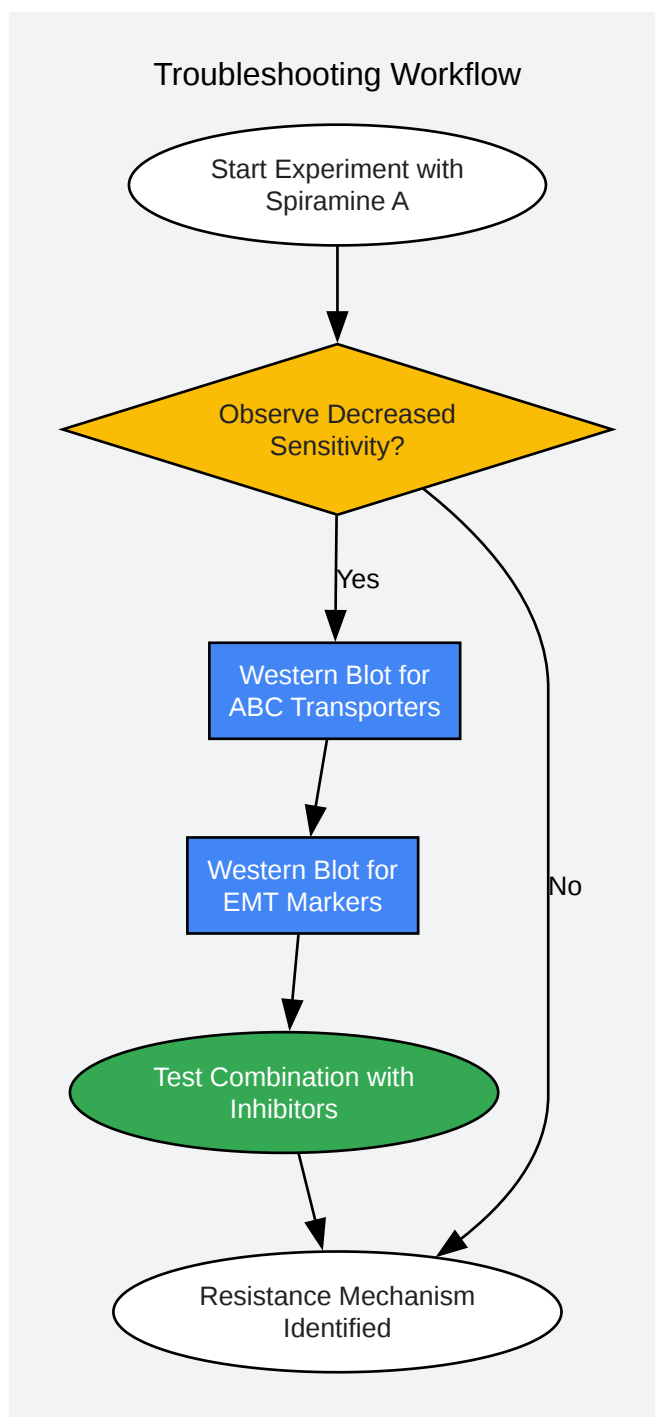 Troubleshooting Workflow
Start Experiment with
Spiramine A
Observe Decreased
Sensitivity?
Yes
Western Blot for
ABC Transporters
Western Blot for
EMT Markers
No
Test Combination with
Inhibitors
Resistance Mechanism
Identified